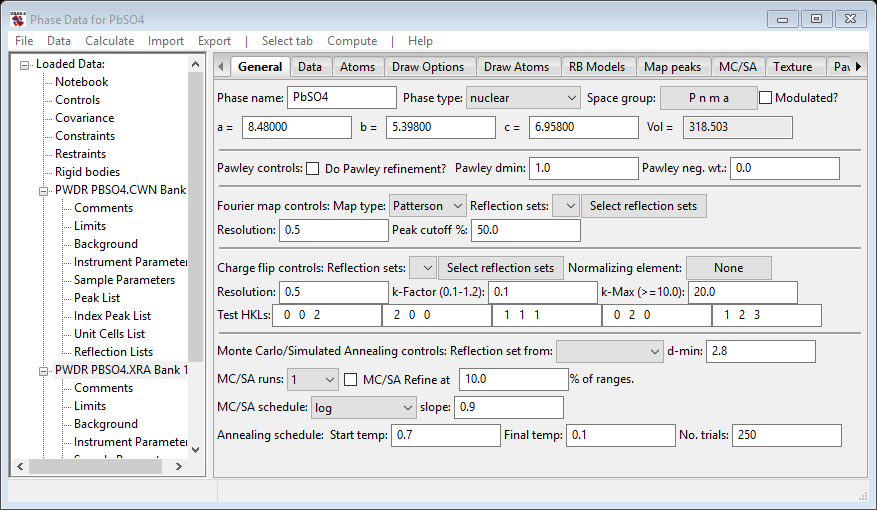 Phase Data for PbSO4
File Data Calculate Import Export | Select tab Compute | Help
Loaded Data:
Notebook
Controls
Covariance
Constraints
Restraints
Rigid bodies
PWDR PBSO4.CWN Bank
Comments
Limits
Background
Instrument Parameter
Sample Parameters
Peak List
Index Peak List
Unit Cells List
Reflection Lists
PWDR PBSO4.XRA Bank 1
Comments
Limits
Background
Instrument Parameter
Sample Parameters
General Data Atoms Draw Options Draw Atoms RB Models Map peaks MC/SA Texture Paw
Phase name: PbSO4 Phase type: nuclear Space group: P n m a Modulated?
a = 8.48000 b = 5.39800 c = 6.95800 Vol = 318.503
Pawley controls: Do Pawley refinement? Pawley dmin: 1.0 Pawley neg. wt.: 0.0
Fourier map controls: Map type: Patterson Reflection sets: Select reflection sets
Resolution: 0.5 Peak cutoff %: 50.0
Charge flip controls: Reflection sets: Select reflection sets Normalizing element: None
Resolution: 0.5 k-Factor (0.1-1.2): 0.1 k-Max (>=10.0): 20.0
Test HKLs: 0 0 2 2 0 0 1 1 1 0 2 0 1 2 3
Monte Carlo/Simulated Annealing controls: Reflection set from: d-min: 2.8
MC/SA runs: 1 MC/SA Refine at 10.0 % of ranges.
MC/SA schedule: log slope: 0.9
Annealing schedule: Start temp: 0.7 Final temp: 0.1 No. trials: 250